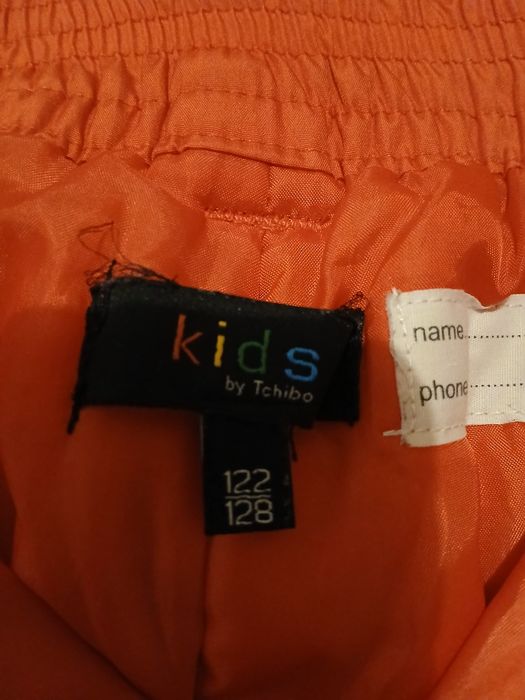 kids
by Tchibo
122
128
name..............
phone..............